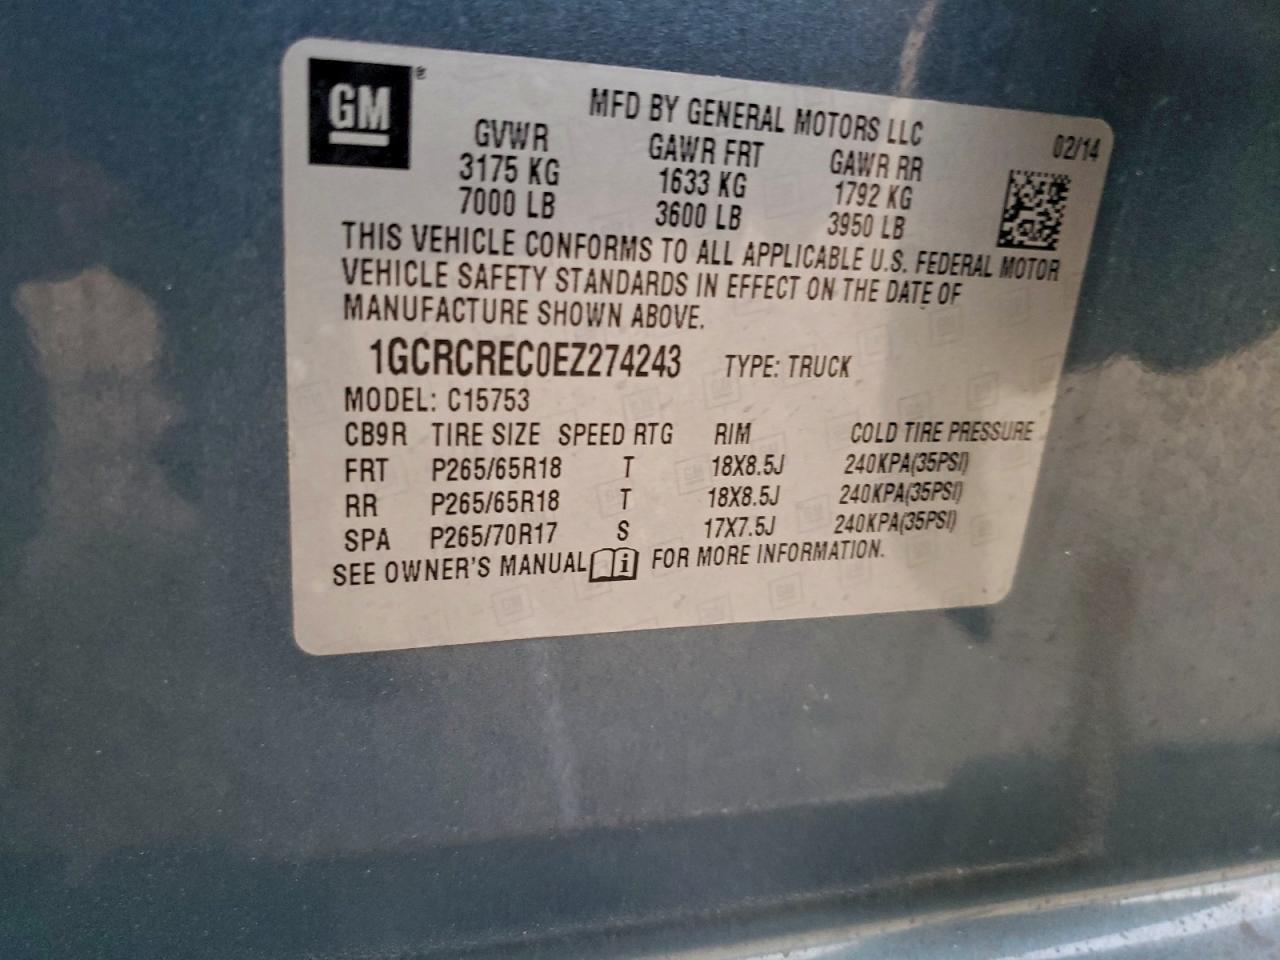 GM®
MFD BY GENERAL MOTORS LLC
02/14
GVWR GAWR FRT GAWR RR
3175 KG 1633 KG 1792 KG
7000 LB 3600 LB 3950 LB
THIS VEHICLE CONFORMS TO ALL APPLICABLE U.S. FEDERAL MOTOR
VEHICLE SAFETY STANDARDS IN EFFECT ON THE DATE OF
MANUFACTURE SHOWN ABOVE.
1GCRCREC0EZ274243 TYPE: TRUCK
MODEL: C15753
CB9R TIRE SIZE SPEED RTG RIM COLD TIRE PRESSURE
FRT P265/65R18 T 18X8.5J 240KPA(35PSI)
RR P265/65R18 T 18X8.5J 240KPA(35PSI)
SPA P265/70R17 S 17X7.5J 240KPA(35PSI)
SEE OWNER'S MANUAL i FOR MORE INFORMATION.